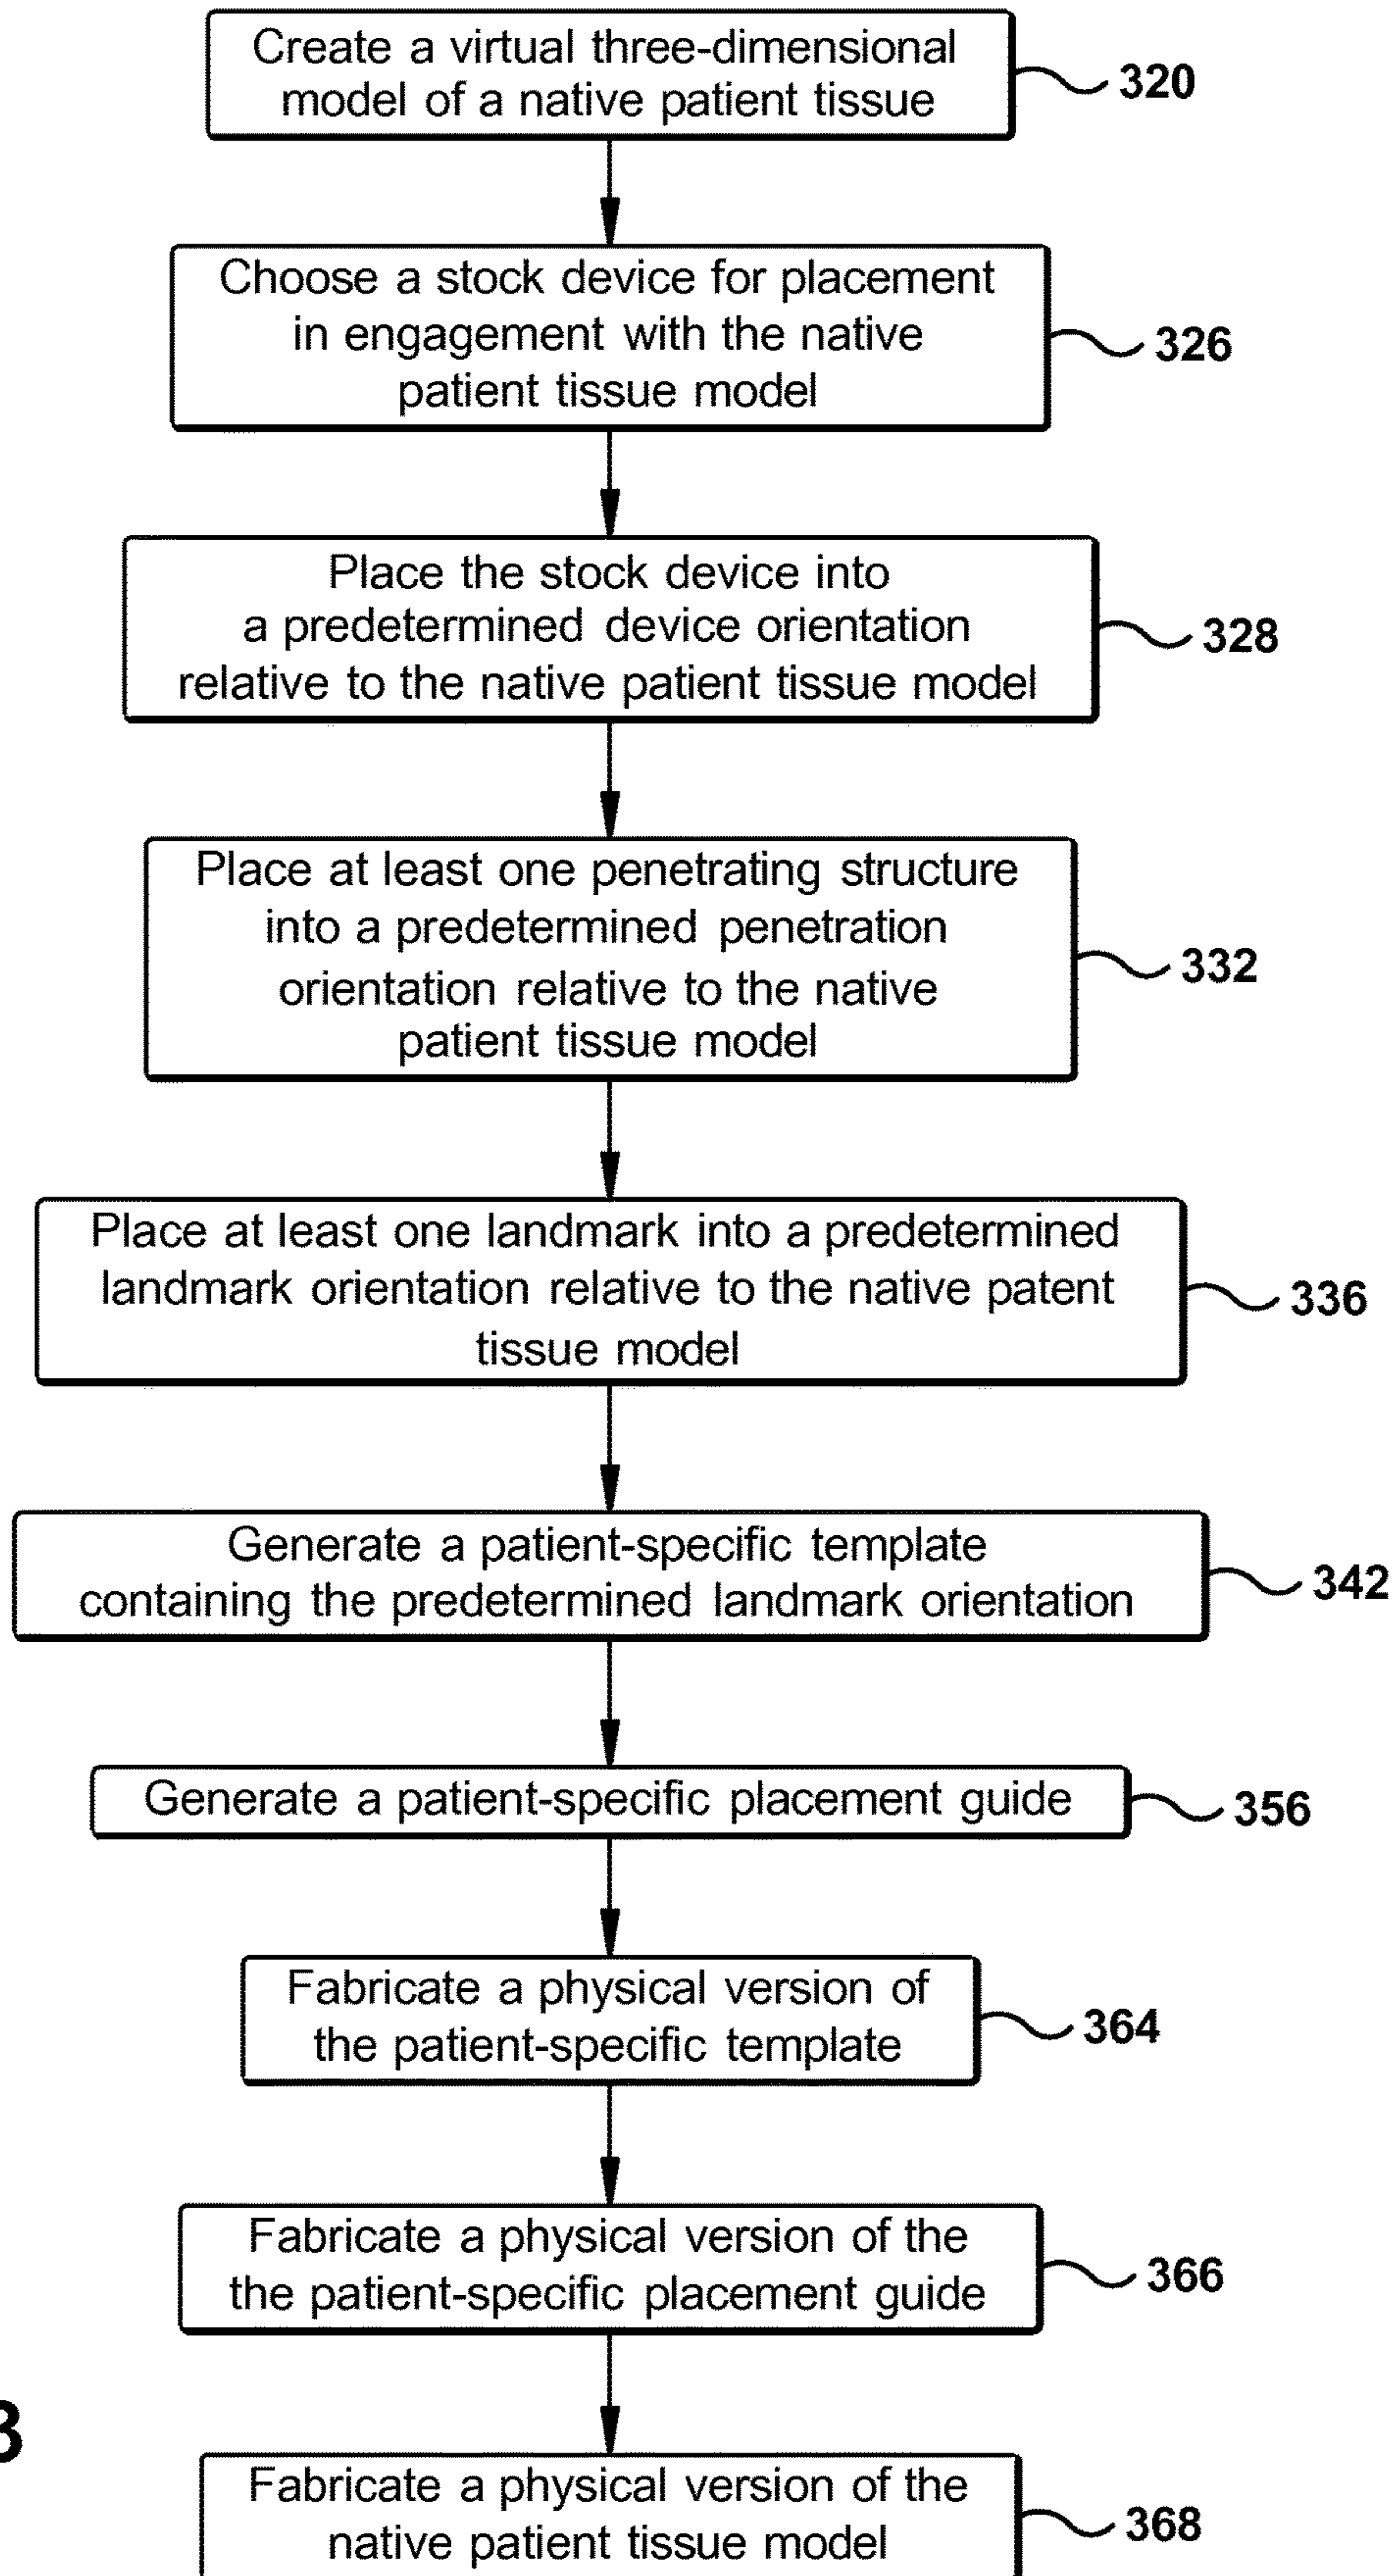 Create a virtual three-dimensional
model of a native patient tissue
320
Choose a stock device for placement
in engagement with the native
patient tissue model
326
Place the stock device into
a predetermined device orientation
relative to the native patient tissue model
328
Place at least one penetrating structure
into a predetermined penetration
orientation relative to the native
patient tissue model
332
Place at least one landmark into a predetermined
landmark orientation relative to the native patent
tissue model
336
Generate a patient-specific template
containing the predetermined landmark orientation
342
Generate a patient-specific placement guide
356
Fabricate a physical version of
the patient-specific template
364
Fabricate a physical version of the
the patient-specific placement guide
366
3
Fabricate a physical version of the
native patient tissue model
368